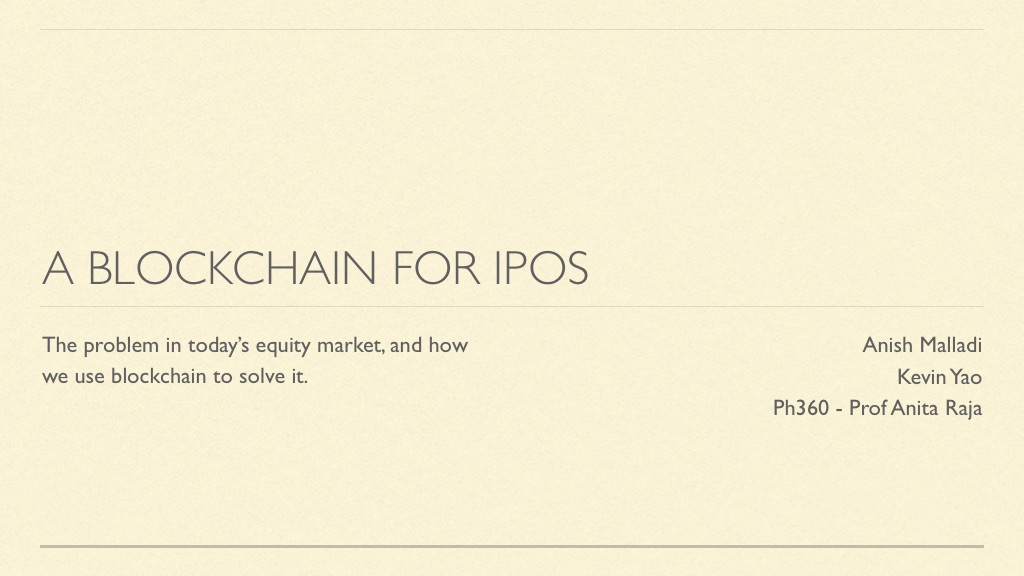 A BLOCKCHAIN FOR IPOS
The problem in today’s equity market, and how
we use blockchain to solve it.
Anish Malladi
Kevin Yao
Ph360 - Prof Anita Raja